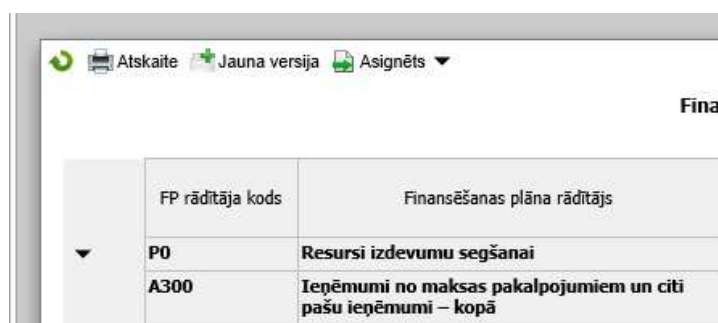 Atskaite Jauna versija Asignēts
Fina
FP rādītāja kods Finansēšanas plāna rādītājs
P0 Resursi izdevumu segšanai
A300 Ieņēmumi no maksas pakalpojumiem un citi
pašu ieņēmumi – kopā